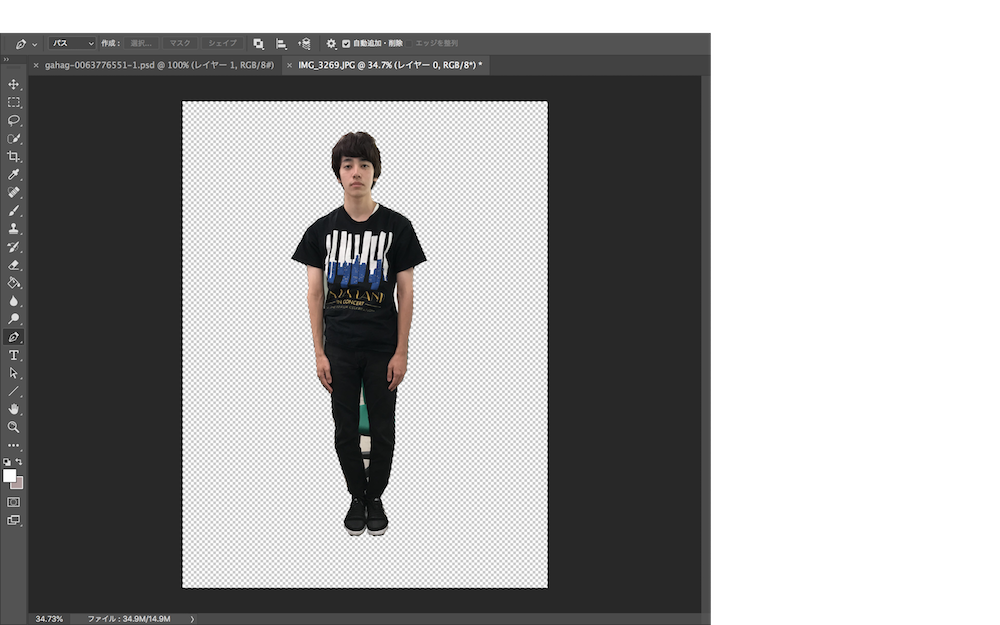 パス 作成： 選択... マスク シェイプ 自動追加・削除 エッジを整列
× gahag-0063776551-1.psd @ 100% (レイヤー 1, RGB/8#) × IMG_3269.JPG @ 34.7% (レイヤー 0, RGB/8*) *
IN CONCERT
34.73% ファイル : 34.9M/14.9M